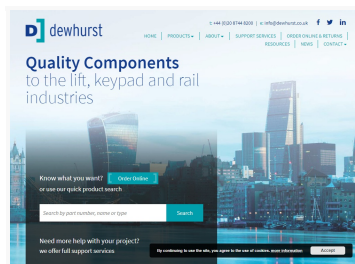 dewhurst
t: +44 (0)20 8744 8200 | e: info@dewhurst.co.uk
HOME PRODUCTS ABOUT SUPPORT SERVICES ORDER ONLINE & RETURNS
RESOURCES NEWS CONTACT
Quality Components
to the lift, keypad and rail
industries
Know what you want? Order Online
or use our quick product search
Search by part number, name or type Search
Need more help with your project?
we offer full support services
By continuing to use the site, you agree to the use of cookies. more information Accept